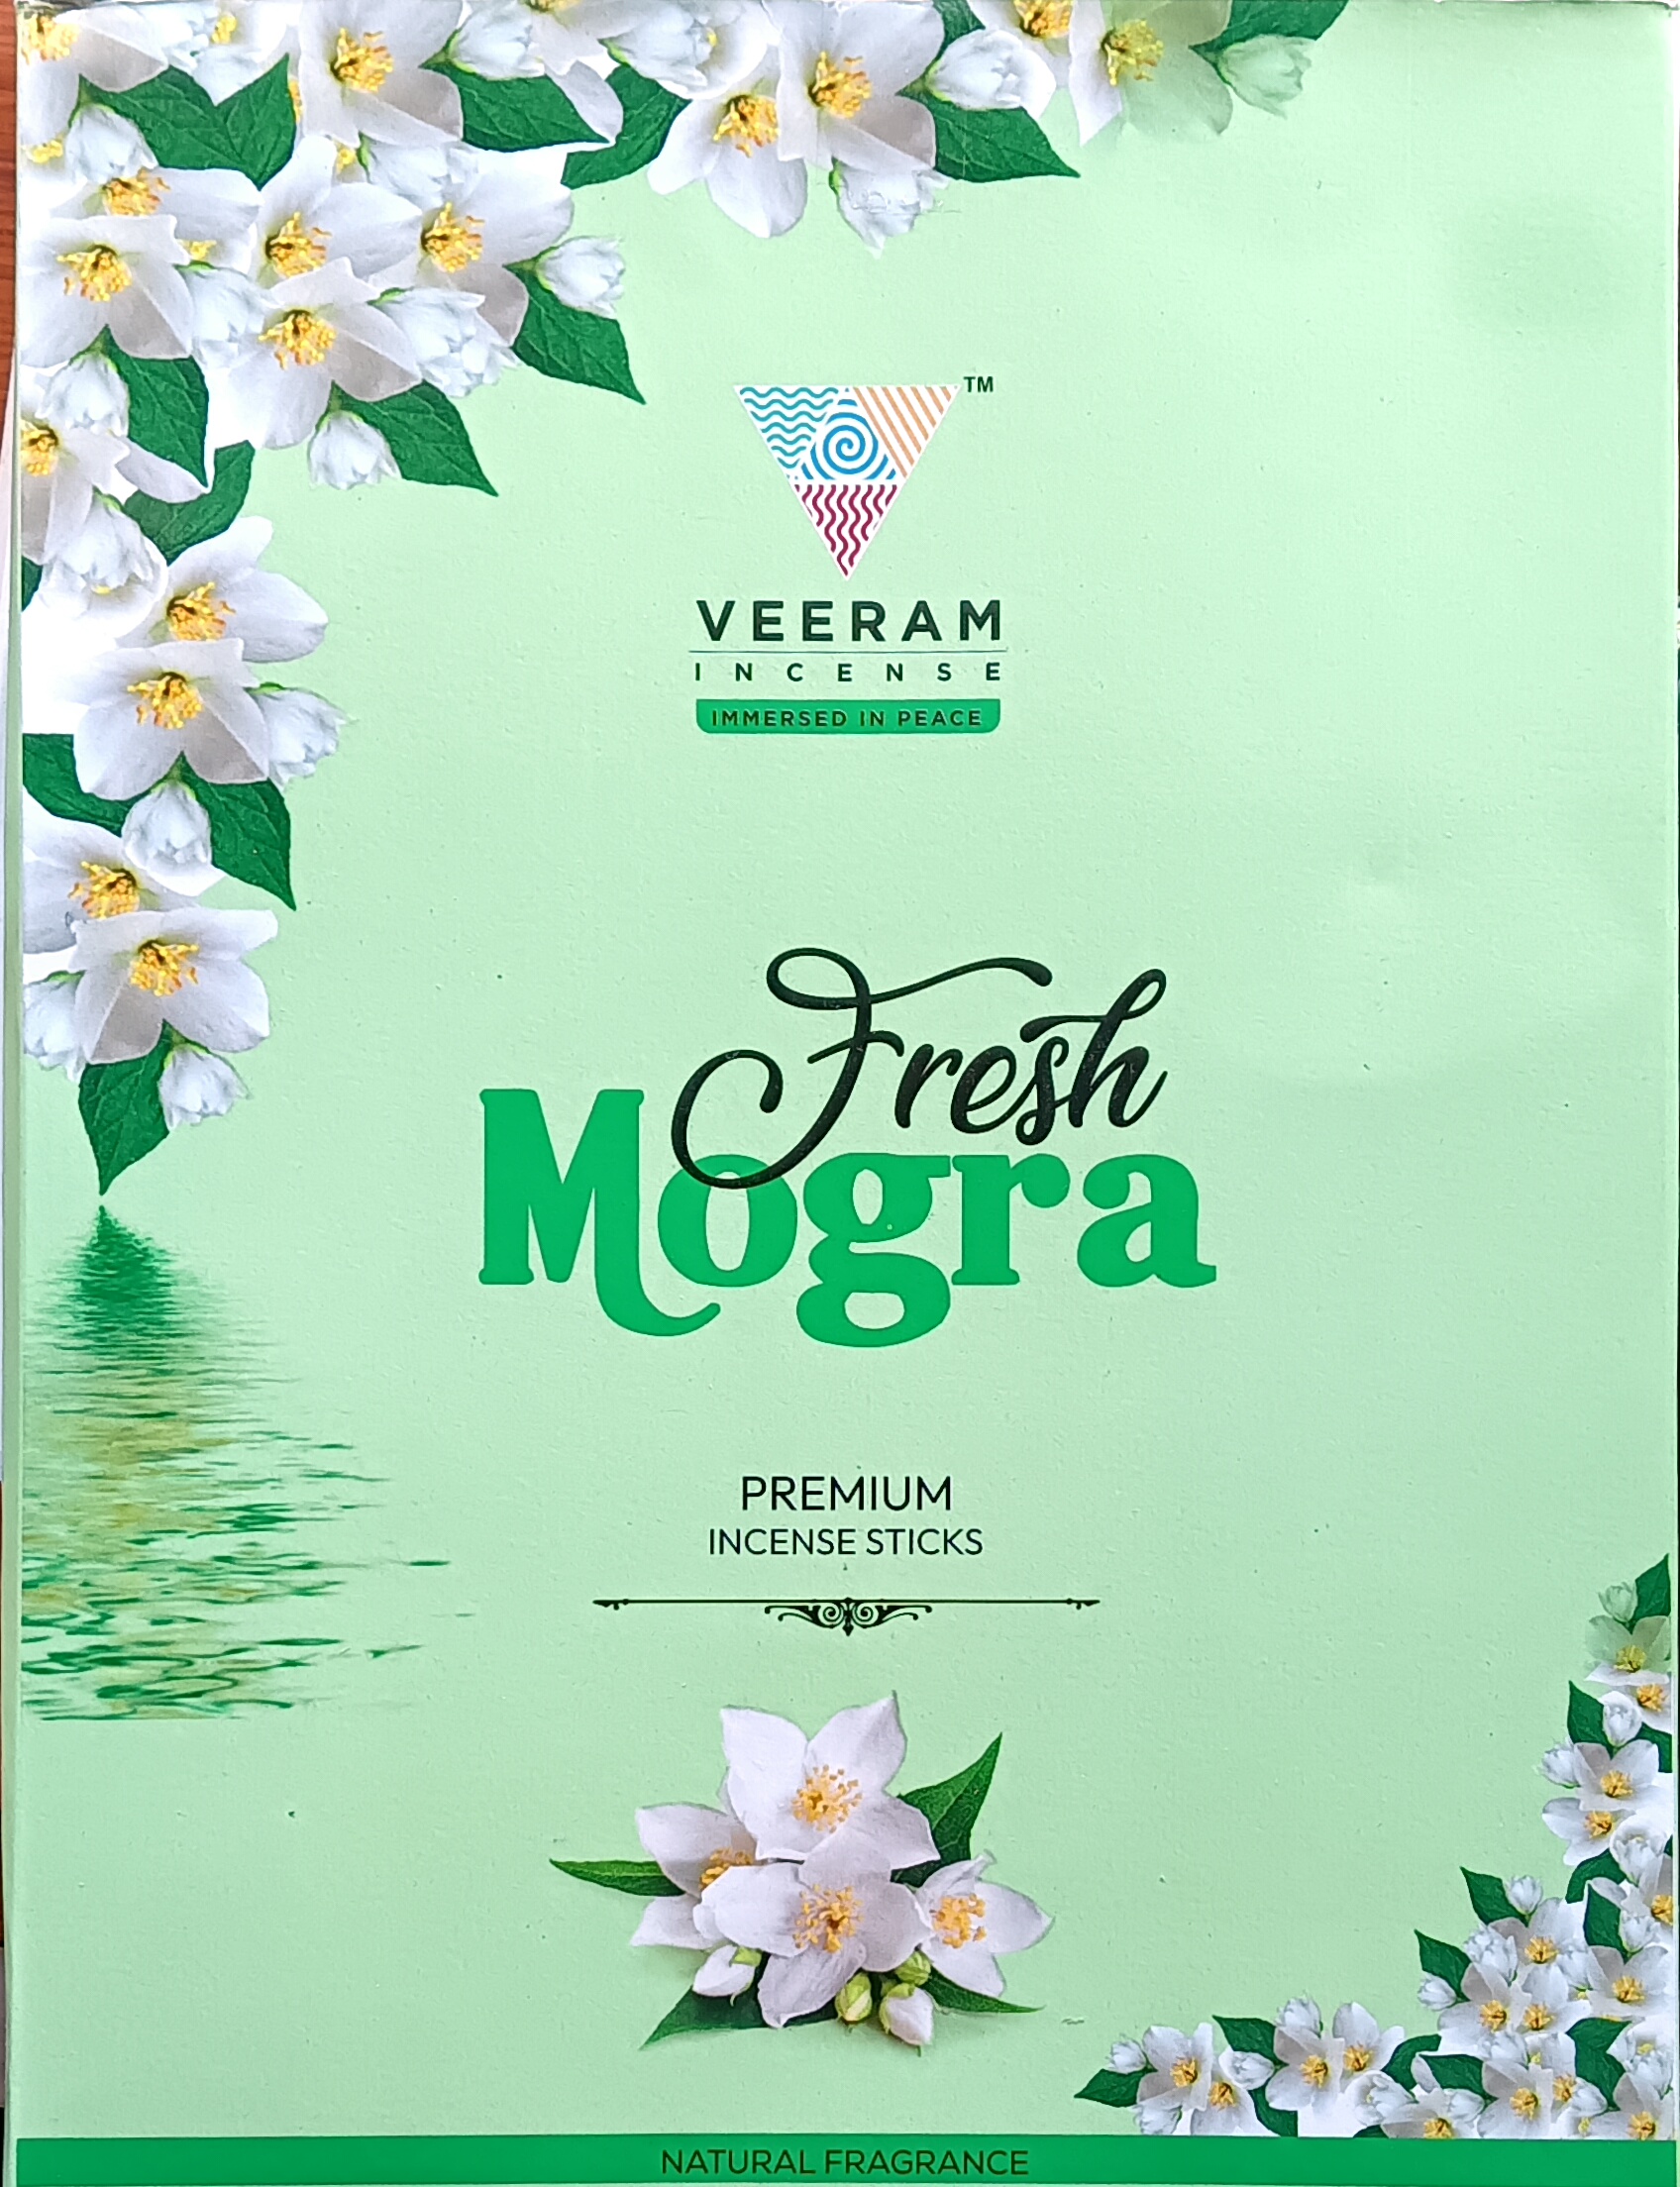 TM
VEERAM
INCENSE
IMMERSED IN PEACE
Fresh
Mogra
PREMIUM
INCENSE STICKS
NATURAL FRAGRANCE